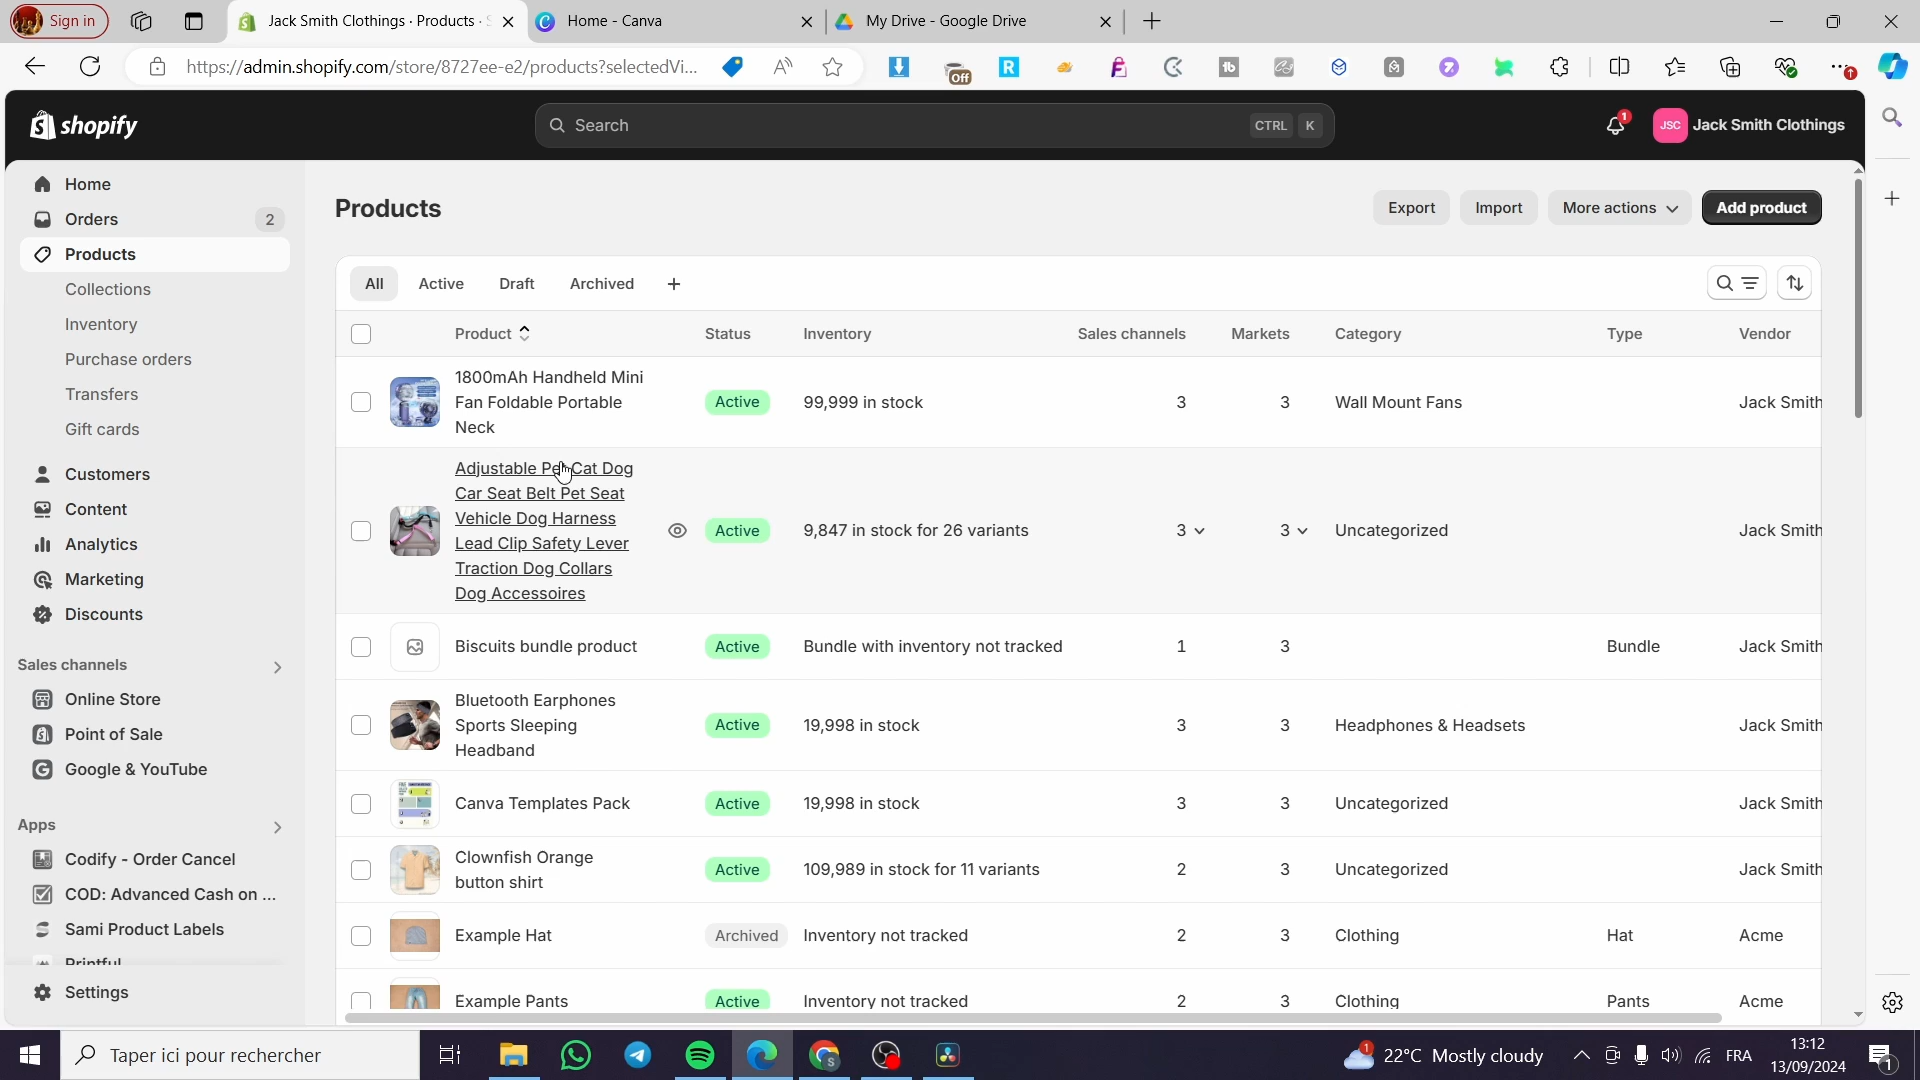 Sign in
Jack Smith Clothings · Products · S
Home - Canva
My Drive - Google Drive
https://admin.shopify.com/store/8727ee-e2/products?selectedVi...
Off
shopify
Search
CTRL K
1
JSC
Jack Smith Clothings
Home
Orders
2
Products
Collections
Inventory
Purchase orders
Transfers
Gift cards
Customers
Content
Analytics
Marketing
Discounts
Sales channels
Online Store
Point of Sale
Google & YouTube
Apps
Codify - Order Cancel
COD: Advanced Cash on ...
Sami Product Labels
Printful
Settings
Products
Export
Import
More actions
Add product
All
Active
Draft
Archived
Product
Status
Inventory
Sales channels
Markets
Category
Type
Vendor
1800mAh Handheld Mini
Fan Foldable Portable
Neck
Active
99,999 in stock
3
3
Wall Mount Fans
Jack Smith
Adjustable Pet Cat Dog
Car Seat Belt Pet Seat
Vehicle Dog Harness
Lead Clip Safety Lever
Traction Dog Collars
Dog Accessoires
Active
9,847 in stock for 26 variants
3
3
Uncategorized
Jack Smith
Biscuits bundle product
Active
Bundle with inventory not tracked
1
3
Bundle
Jack Smith
Bluetooth Earphones
Sports Sleeping
Headband
Active
19,998 in stock
3
3
Headphones & Headsets
Jack Smith
Canva Templates Pack
Active
19,998 in stock
3
3
Uncategorized
Jack Smith
Clownfish Orange
button shirt
Active
109,989 in stock for 11 variants
2
3
Uncategorized
Jack Smith
Example Hat
Archived
Inventory not tracked
2
3
Clothing
Hat
Acme
Example Pants
Active
Inventory not tracked
2
3
Clothing
Pants
Acme
Taper ici pour rechercher
1
22°C Mostly cloudy
FRA
13:12
13/09/2024
1